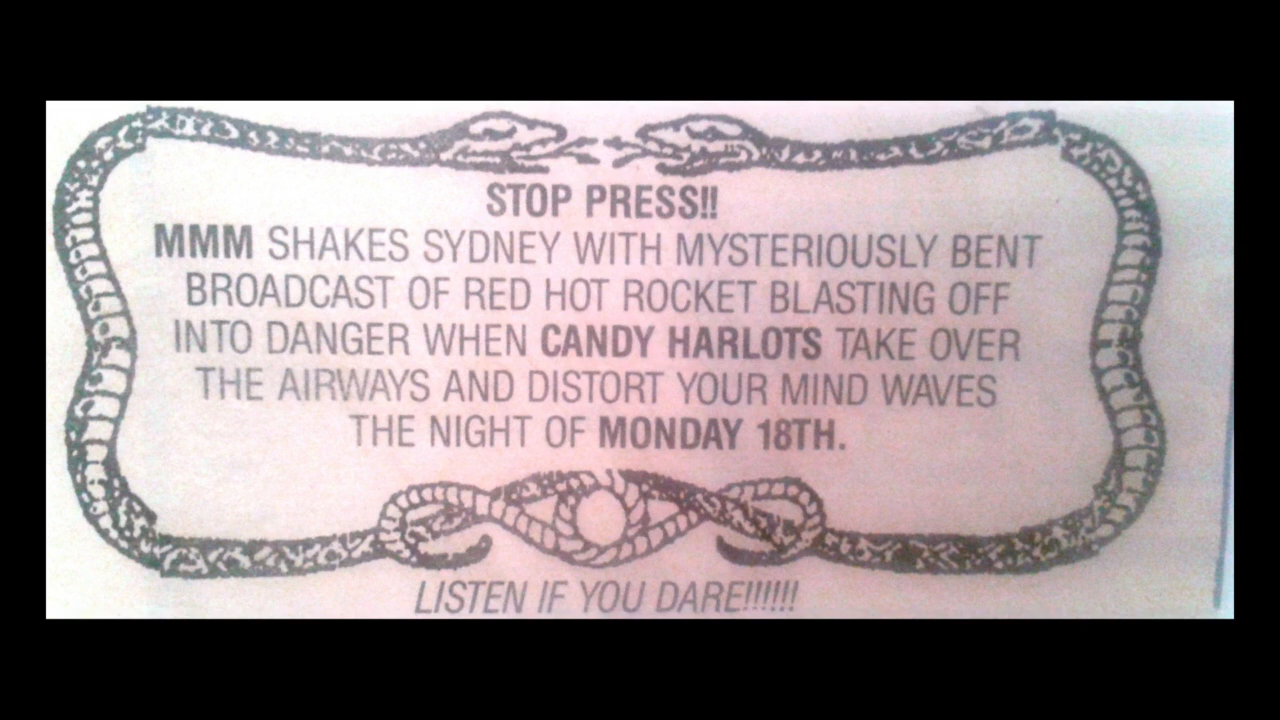 STOP PRESS!!
MMM SHAKES SYDNEY WITH MYSTERIOUSLY BENT
BROADCAST OF RED HOT ROCKET BLASTING OFF
INTO DANGER WHEN CANDY HARLOTS TAKE OVER
THE AIRWAYS AND DISTORT YOUR MIND WAVES
THE NIGHT OF MONDAY 18TH.
LISTEN IF YOU DARE!!!!!!